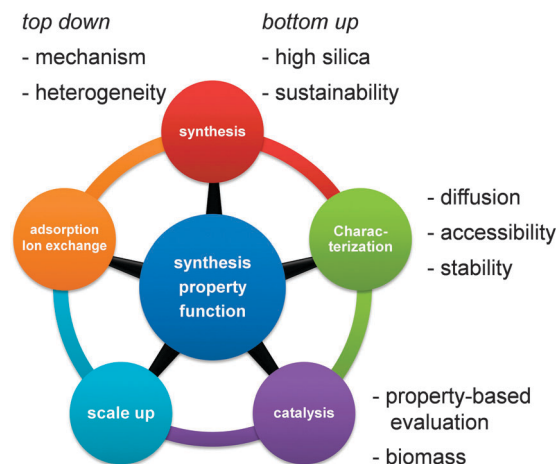 top down
- mechanism
- heterogeneity
bottom up
- high silica
- sustainability
synthesis
adsorption
Ion exchange
Charac-
terization
- diffusion
- accessibility
- stability
synthesis
property
function
scale up
catalysis
- property-based
evaluation
- biomass